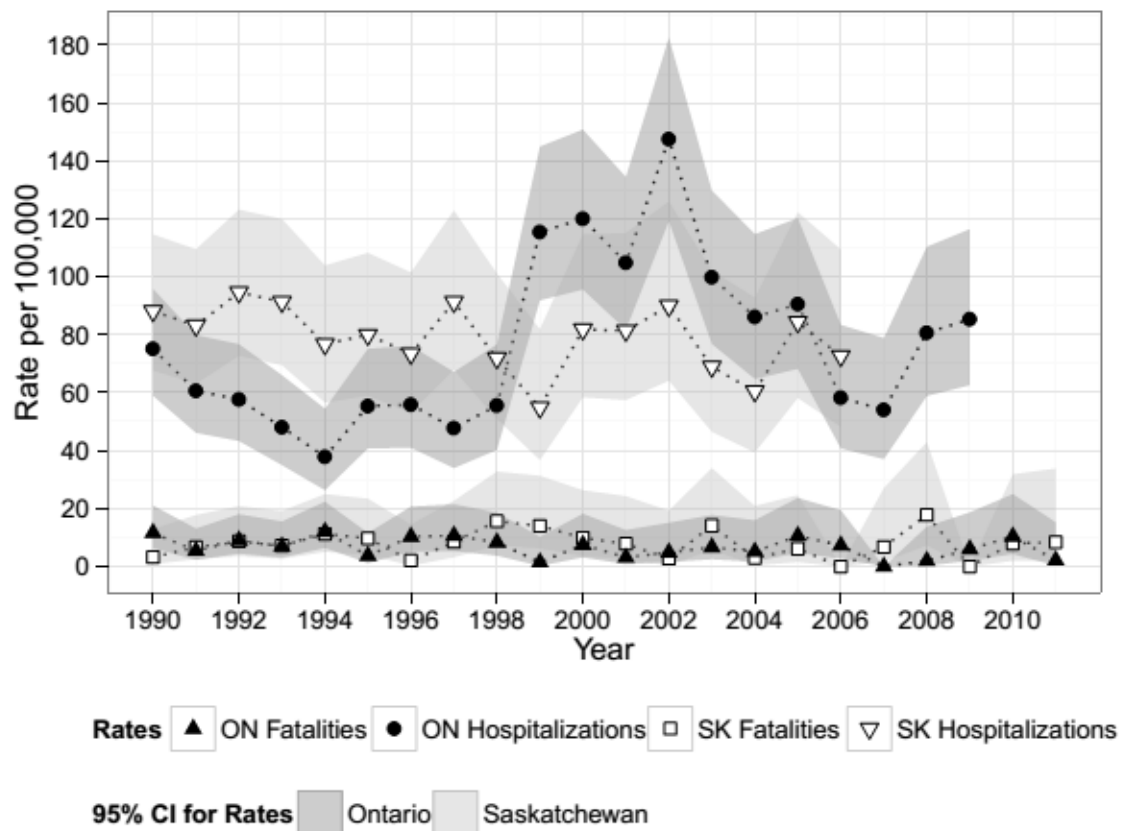 180
160
140
120
100
80
60
40
20
0
Rate per 100,000
1990 1992 1994 1996 1998 2000 2002 2004 2006 2008 2010
Year
Rates ON Fatalities ON Hospitalizations SK Fatalities SK Hospitalizations
95% CI for Rates Ontario Saskatchewan